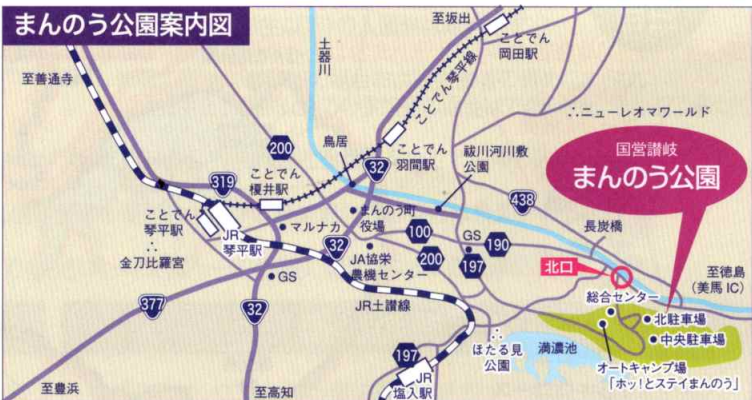 まんのう公園案内図
至坂出
土器川
ことでん
岡田駅
ことでん琴平線
至善通寺
∴ニューレオマワールド
200
鳥居
ことでん
羽間駅
祓川河川敷
公園
国営讃岐
まんのう公園
32
319
ことでん
榎井駅
438
ことでん
琴平駅
JR
琴平駅
マルナカ
まんのう町
役場
100
GS
190
長炭橋
∴
金刀比羅宮
32
JA協栄
農機センター
200
197
北口
至徳島
(美馬IC)
GS
377
32
JR土讃線
総合センター
北駐車場
中央駐車場
∴
ほたる見
公園
満濃池
197
オートキャンプ場
「ホッ!とステイまんのう」
JR
塩入駅
至豊浜
至高知